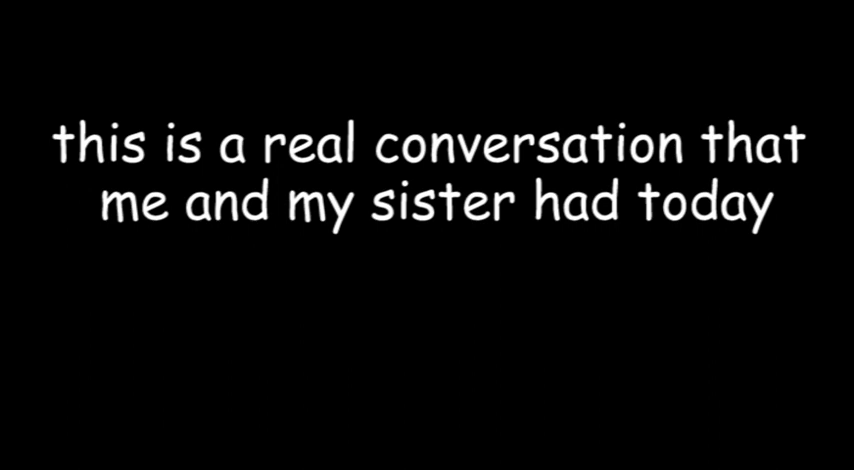 this is a real conversation that
me and my sister had today